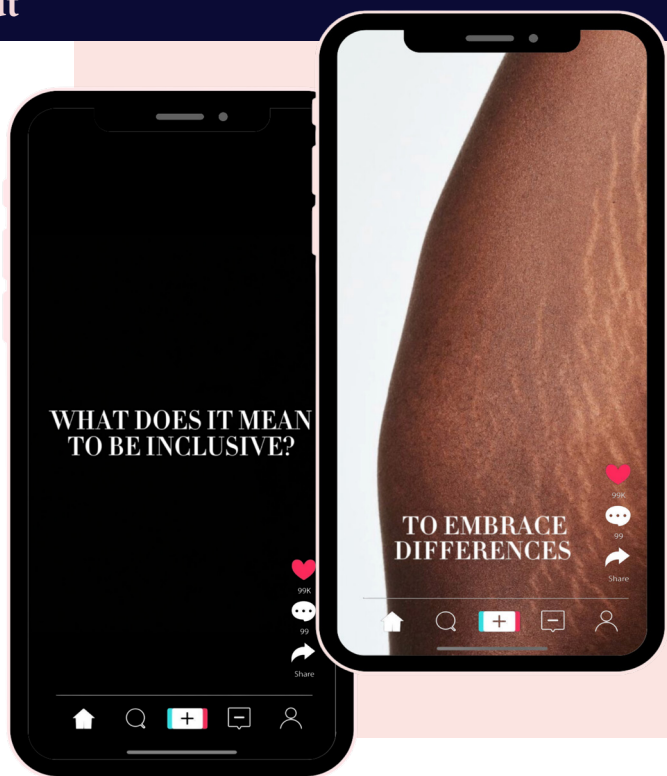 WHAT DOES IT MEAN
TO BE INCLUSIVE?
99K
99
Share
TO EMBRACE
DIFFERENCES
99K
99
Share